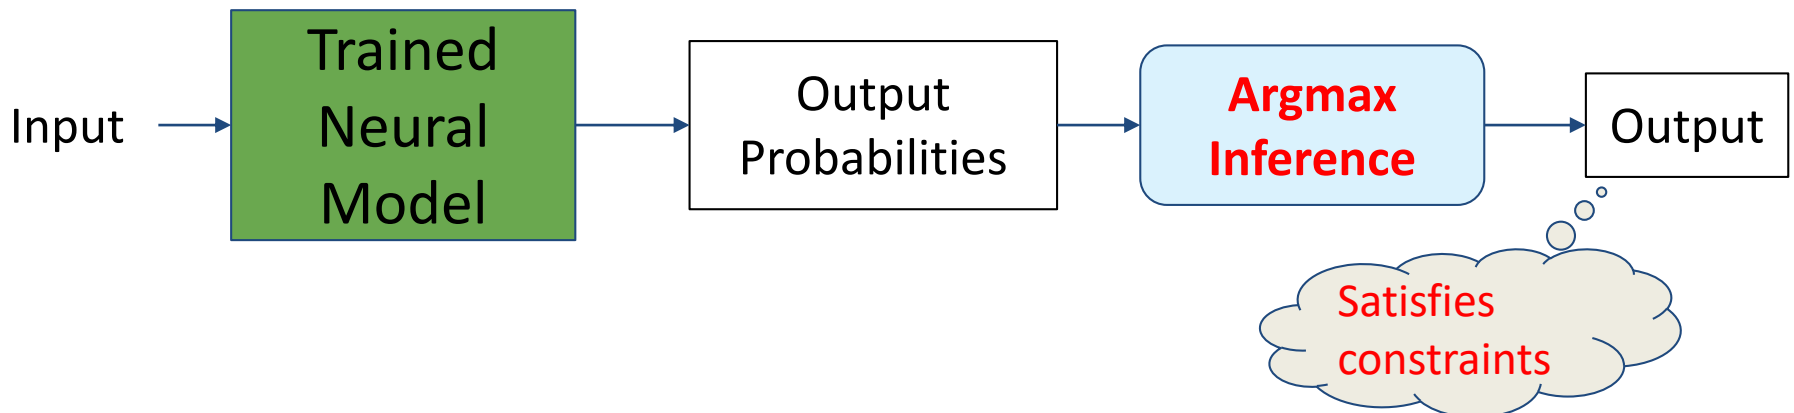 Input
Trained
Neural
Model
Output
Probabilities
Argmax
Inference
Output
Satisfies
constraints